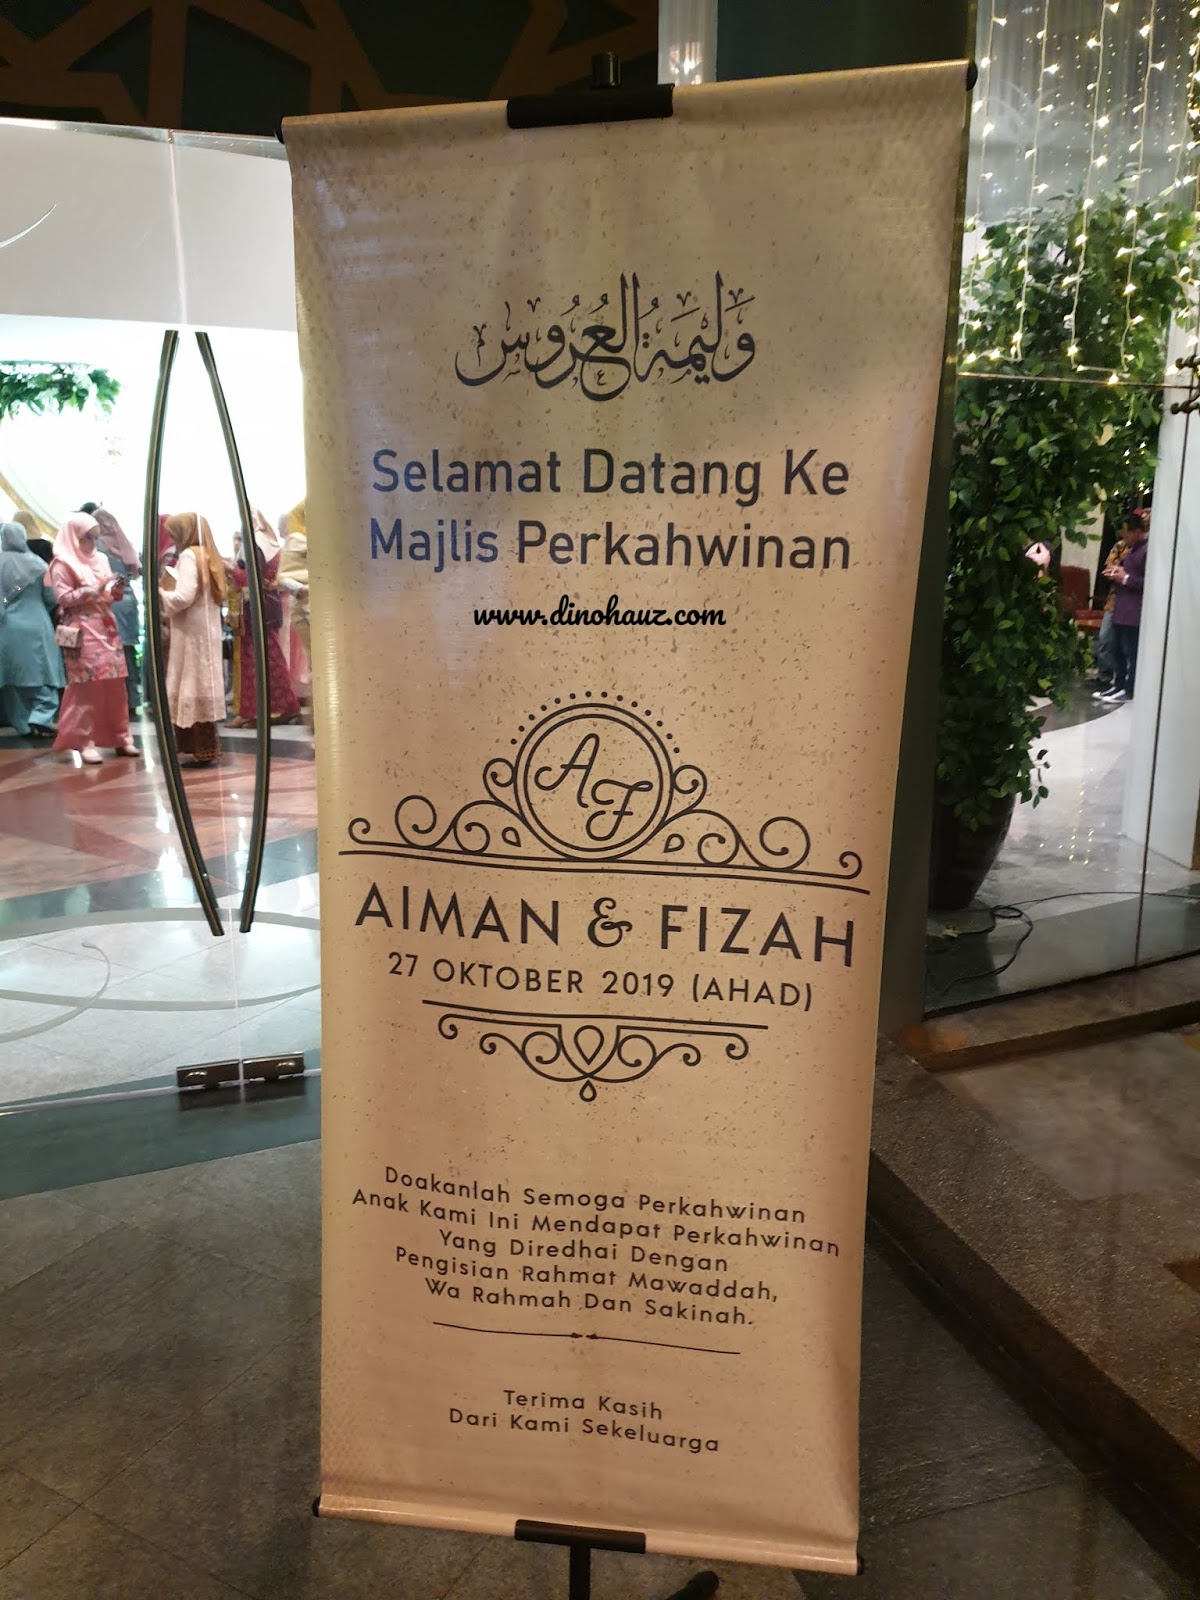 وَلِيْمَةُ الْعُرُوْسِ
Selamat Datang Ke
Majlis Perkahwinan
www.dinohauz.com
AF
AIMAN & FIZAH
27 OKTOBER 2019 (AHAD)
Doakanlah Semoga Perkahwinan
Anak Kami Ini Mendapat Perkahwinan
Yang Diredhai Dengan
Pengisian Rahmat Mawaddah,
Wa Rahmah Dan Sakinah.
Terima Kasih
Dari Kami Sekeluarga